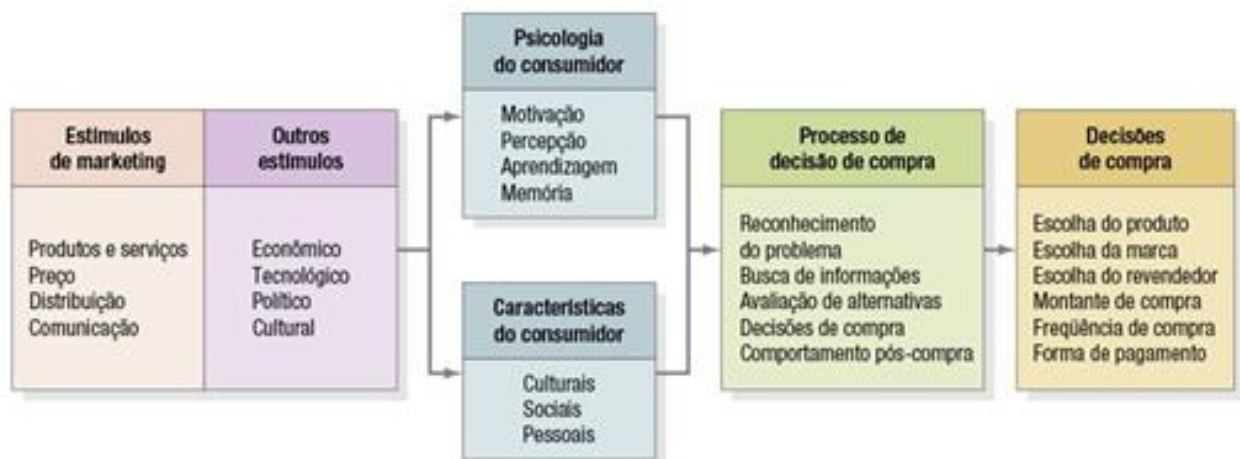 Estímulos
de marketing
Produtos e serviços
Preço
Distribuição
Comunicação
Outros
estímulos
Econômico
Tecnológico
Político
Cultural
Psicologia
do consumidor
Motivação
Percepção
Aprendizagem
Memória
Características
do consumidor
Culturais
Sociais
Pessoais
Processo de
decisão de compra
Reconhecimento
do problema
Busca de informações
Avaliação de alternativas
Decisões de compra
Comportamento pós-compra
Decisões
de compra
Escolha do produto
Escolha da marca
Escolha do revendedor
Montante de compra
Freqüência de compra
Forma de pagamento